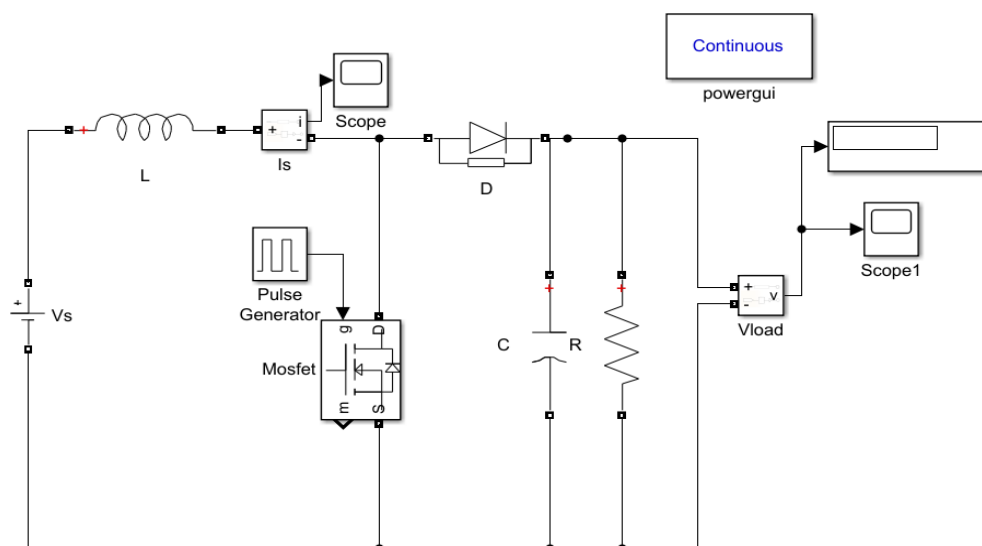 Continuous
powergui
Scope
i
+
-
Is
L
D
Scope1
Pulse
Generator
+
Vs
+
-
v
Vload
g
D
Mosfet
m
S
C
R
+
+
+